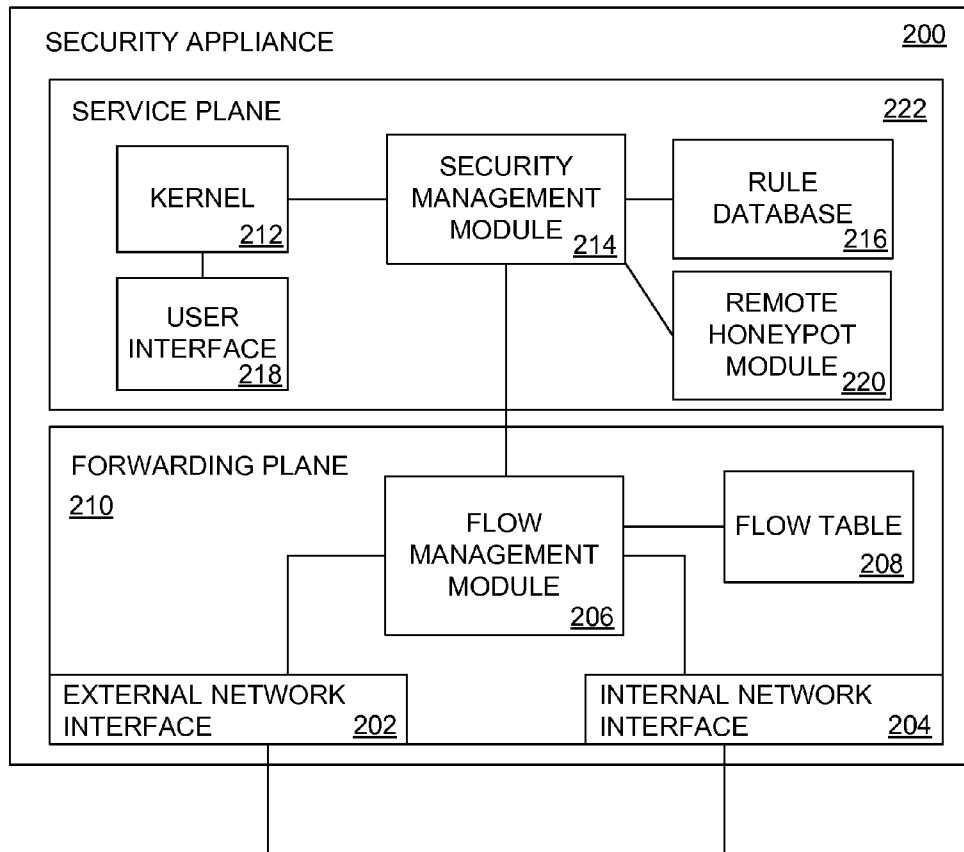 SECURITY APPLIANCE
200
SERVICE PLANE
222
KERNEL
212
SECURITY
MANAGEMENT
MODULE
214
RULE
DATABASE
216
USER
INTERFACE
218
REMOTE
HONEYPOT
MODULE
220
FORWARDING PLANE
210
FLOW
MANAGEMENT
MODULE
206
FLOW TABLE
208
EXTERNAL NETWORK
INTERFACE
202
INTERNAL NETWORK
INTERFACE
204